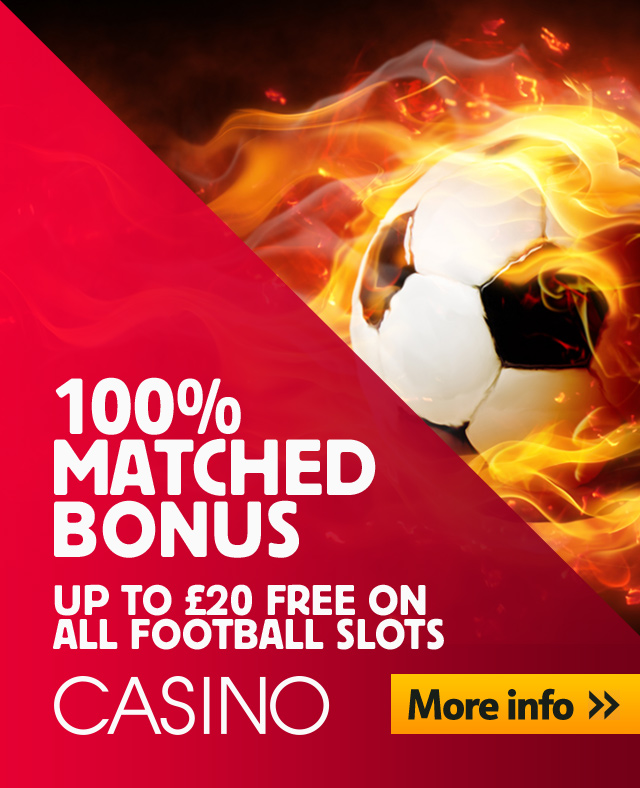 100%
MATCHED
BONUS
UP TO £20 FREE ON
ALL FOOTBALL SLOTS
CASINO
More info >>